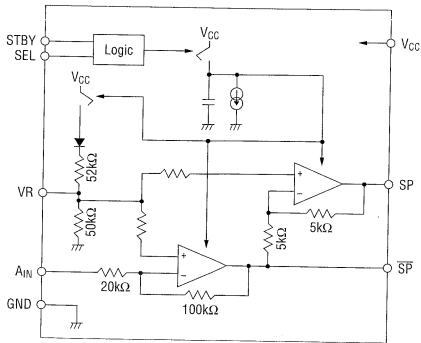 STBY
SEL
Logic
VCC
VCC
VCC
52kΩ
VR
50kΩ
+
−
SP
5kΩ
5kΩ
+
−
AIN
20kΩ
100kΩ
SP
GND